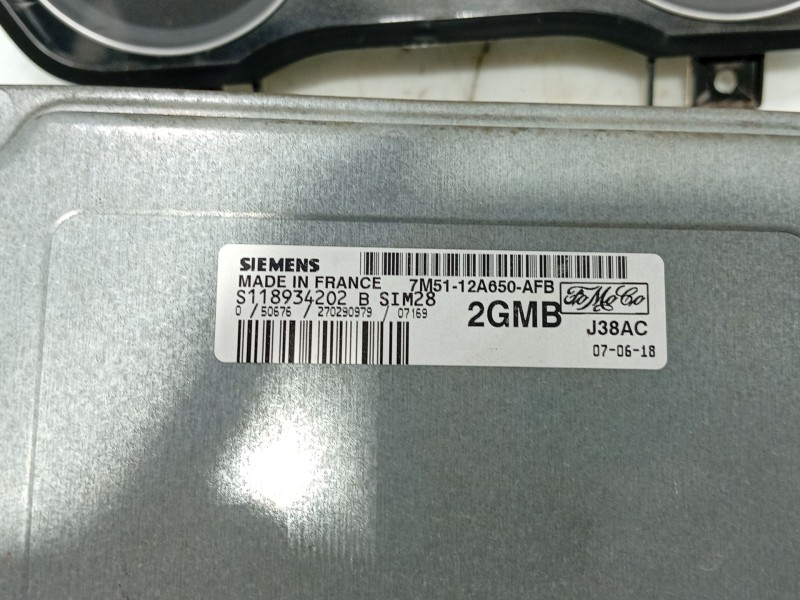 SIEMENS
MADE IN FRANCE 7M51-12A650-AFB
S118934202 B SIM28 FoMoCo
0 / 50676 / 270290979 / 07169 2GMB J38AC
07-06-18